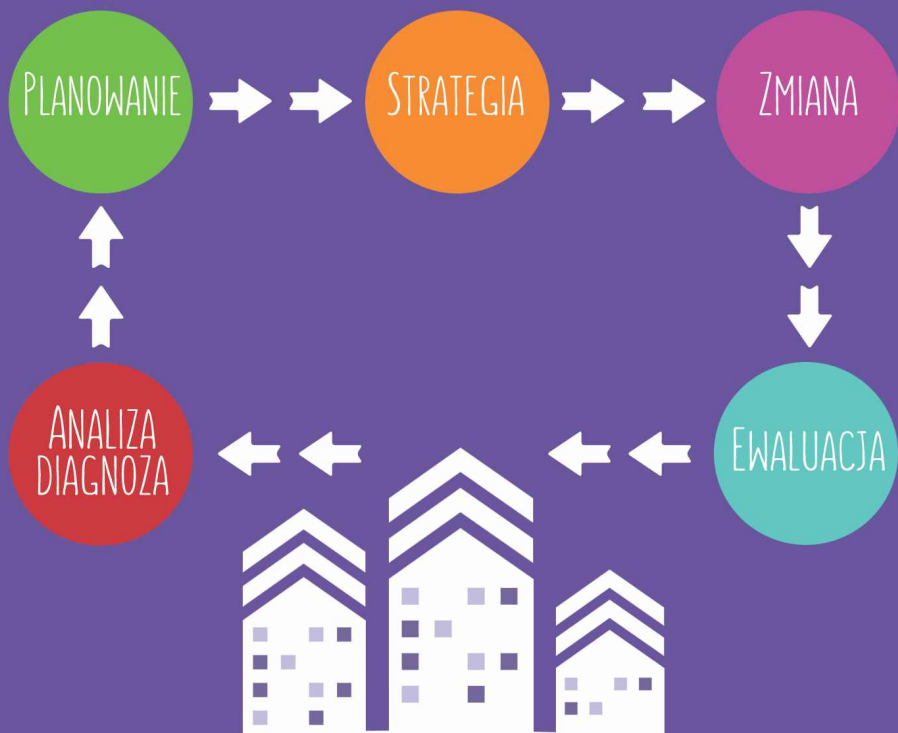 PLANOWANIE
STRATEGIA
ZMIANA
ANALIZA
DIAGNOZA
EWALUACJA